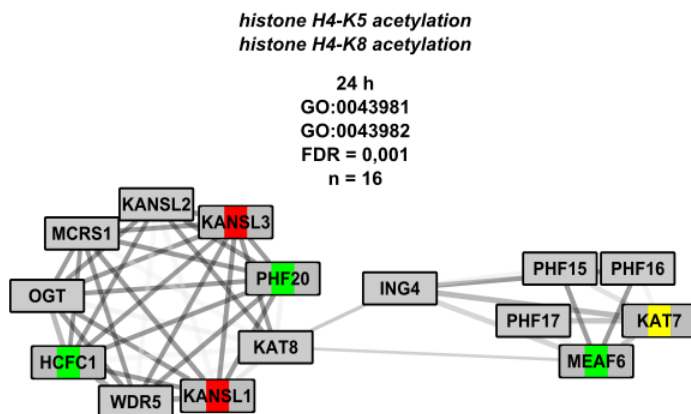 histone H4-K5 acetylation
histone H4-K8 acetylation
24 h
GO:0043981
GO:0043982
FDR = 0,001
n = 16
KANSL2
KANSL3
MCRS1
PHF20
OGT
HCFC1
KAT8
WDR5
KANSL1
ING4
PHF15
PHF16
PHF17
KAT7
MEAF6